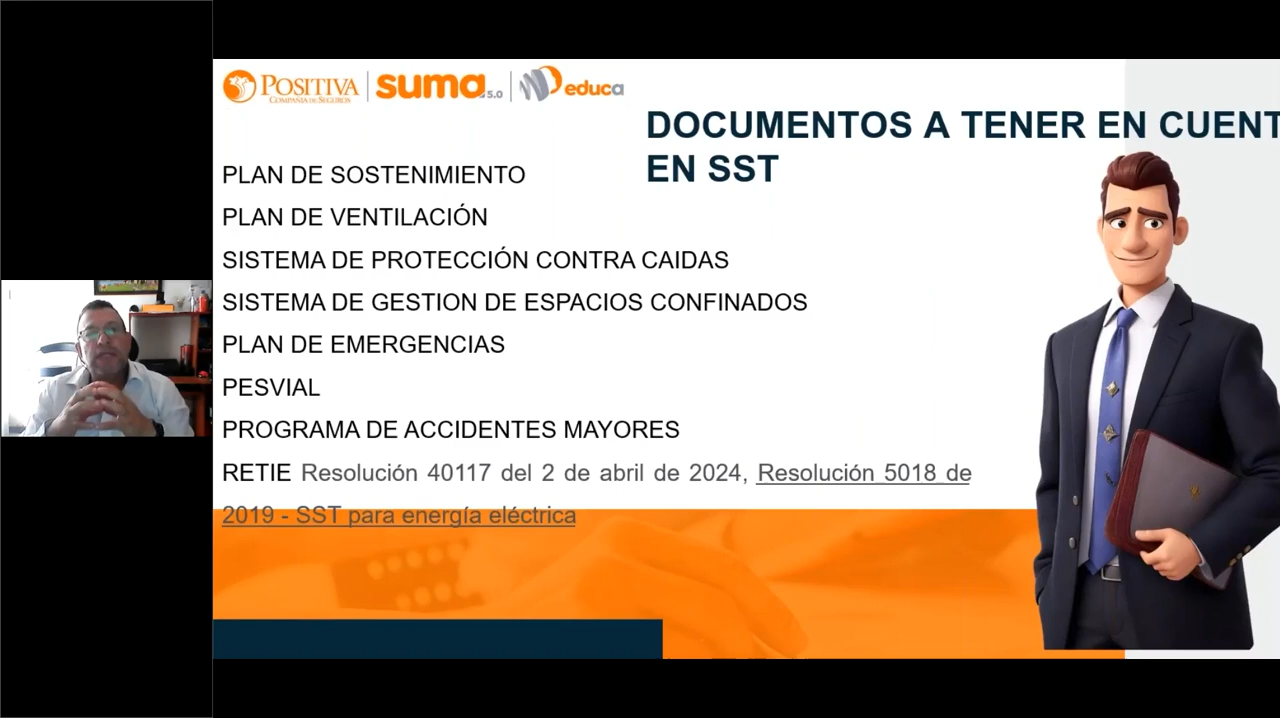 POSITIVA
COMPAÑÍA DE SEGUROS
suma 5.0
educa
DOCUMENTOS A TENER EN CUENT
EN SST
PLAN DE SOSTENIMIENTO
PLAN DE VENTILACIÓN
SISTEMA DE PROTECCIÓN CONTRA CAIDAS
SISTEMA DE GESTION DE ESPACIOS CONFINADOS
PLAN DE EMERGENCIAS
PESVIAL
PROGRAMA DE ACCIDENTES MAYORES
RETIE Resolución 40117 del 2 de abril de 2024, Resolución 5018 de
2019 - SST para energía eléctrica